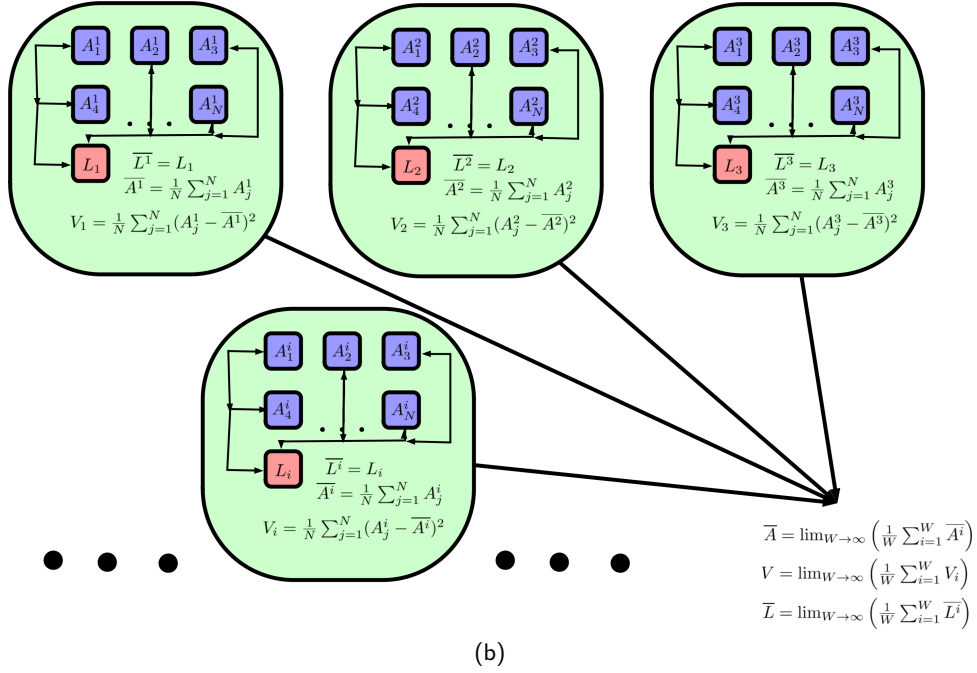 A_1^1 A_2^1 A_3^1
A_4^1 . . . A_N^1
L_1 \overline{L^1} = L_1
\overline{A^1} = \frac{1}{N} \sum_{j=1}^{N} A_j^1
V_1 = \frac{1}{N} \sum_{j=1}^{N} (A_j^1 - \overline{A^1})^2
A_1^2 A_2^2 A_3^2
A_4^2 . . . A_N^2
L_2 \overline{L^2} = L_2
\overline{A^2} = \frac{1}{N} \sum_{j=1}^{N} A_j^2
V_2 = \frac{1}{N} \sum_{j=1}^{N} (A_j^2 - \overline{A^2})^2
A_1^3 A_2^3 A_3^3
A_4^3 . . . A_N^3
L_3 \overline{L^3} = L_3
\overline{A^3} = \frac{1}{N} \sum_{j=1}^{N} A_j^3
V_3 = \frac{1}{N} \sum_{j=1}^{N} (A_j^3 - \overline{A^3})^2
A_1^i A_2^i A_3^i
A_4^i . . . A_N^i
L_i \overline{L^i} = L_i
\overline{A^i} = \frac{1}{N} \sum_{j=1}^{N} A_j^i
V_i = \frac{1}{N} \sum_{j=1}^{N} (A_j^i - \overline{A^i})^2
\overline{A} = \lim_{W \to \infty} \left( \frac{1}{W} \sum_{i=1}^{W} \overline{A^i} \right)
V = \lim_{W \to \infty} \left( \frac{1}{W} \sum_{i=1}^{W} V_i \right)
\overline{L} = \lim_{W \to \infty} \left( \frac{1}{W} \sum_{i=1}^{W} \overline{L^i} \right)
(b)